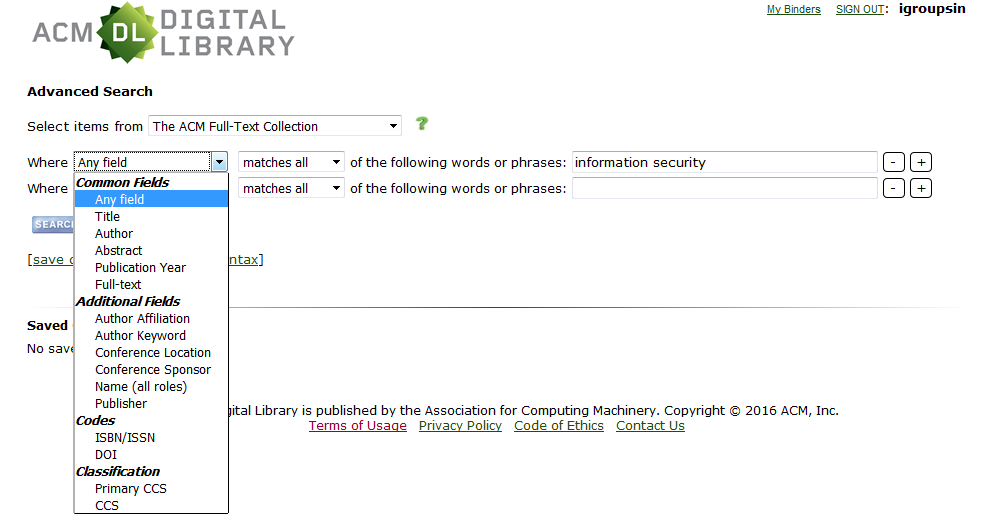 ACM DL DIGITAL LIBRARY
My Binders SIGN OUT: igroupsin
Advanced Search
Select items from The ACM Full-Text Collection ?
Where Any field matches all of the following words or phrases: information security - +
Where matches all of the following words or phrases: - +
Common Fields
Any field
Title
Author
Abstract
Publication Year
Full-text
Additional Fields
Author Affiliation
Author Keyword
Conference Location
Conference Sponsor
Name (all roles)
Publisher
Codes
ISBN/ISSN
DOI
Classification
Primary CCS
CCS
SEARCH
[save ntax]
Saved
No save
gital Library is published by the Association for Computing Machinery. Copyright © 2016 ACM, Inc.
Terms of Usage Privacy Policy Code of Ethics Contact Us